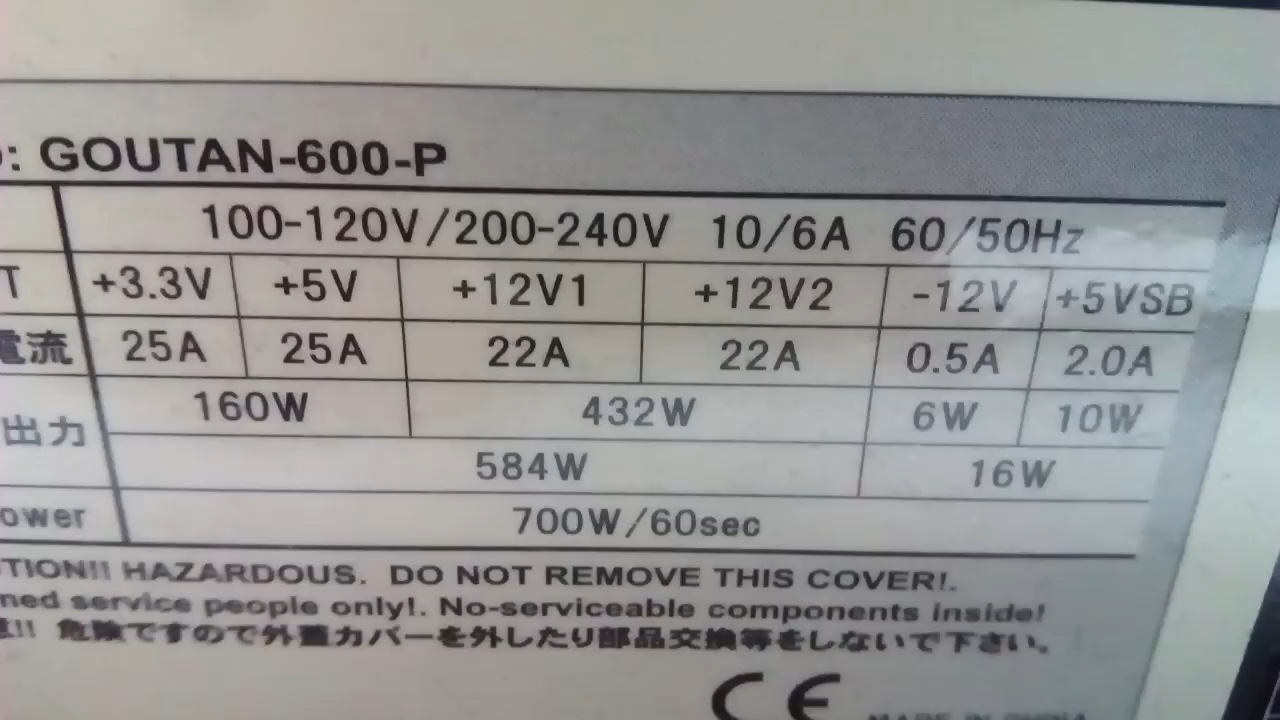 : GOUTAN-600-P
100-120V/200-240V 10/6A 60/50Hz
T +3.3V +5V +12V1 +12V2 -12V +5VSB
電流 25A 25A 22A 22A 0.5A 2.0A
160W 432W 6W 10W
出力
584W 16W
ower 700W/60sec
TION!! HAZARDOUS. DO NOT REMOVE THIS COVER!.
ned service people only!. No-serviceable components inside!
!! 危険ですので外蓋カバーを外したり部品交換等をしないで下さい。
CE
MADE IN CHINA